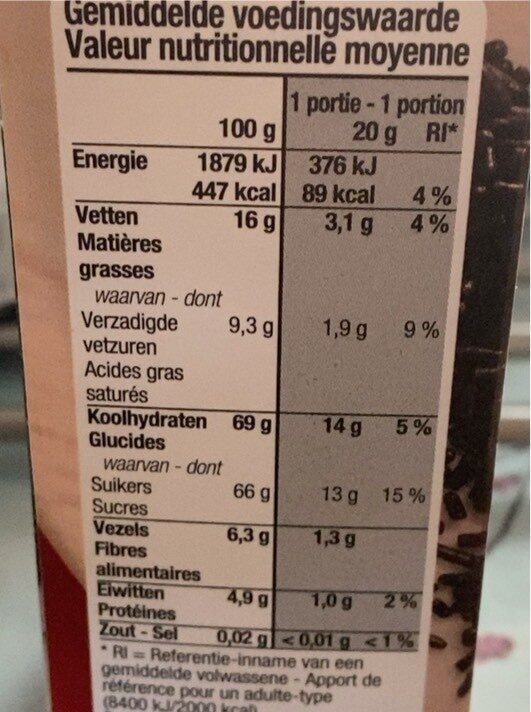 Gemiddelde voedingswaarde
Valeur nutritionnelle moyenne
1 portie - 1 portion
100 g 20 g RI*
Energie 1879 kJ 376 kJ
447 kcal 89 kcal 4 %
Vetten 16 g 3,1 g 4 %
Matières
grasses
waarvan - dont
Verzadigde 9,3 g 1,9 g 9 %
vetzuren
Acides gras
saturés
Koolhydraten 69 g 14 g 5 %
Glucides
waarvan - dont
Suikers 66 g 13 g 15 %
Sucres
Vezels 6,3 g 1,3 g
Fibres
alimentaires
Eiwitten 4,9 g 1,0 g 2 %
Protéines
Zout - Sel 0,02 g < 0,01 g < 1 %
* RI = Referentie-inname van een
gemiddelde volwassene - Apport de
référence pour un adulte-type
(8400 kJ/2000 kcal)